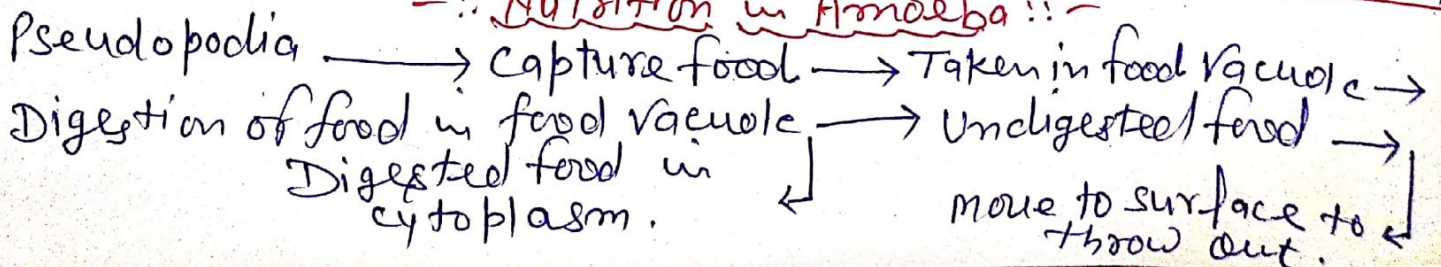 -:: Nutrition in Amoeba!!-
Pseudopodia → Capture food → Taken in food Vacuole →
Digestion of food in food Vacuole → Undigested food →
Digested food in
cytoplasm.
move to surface to
throw out.